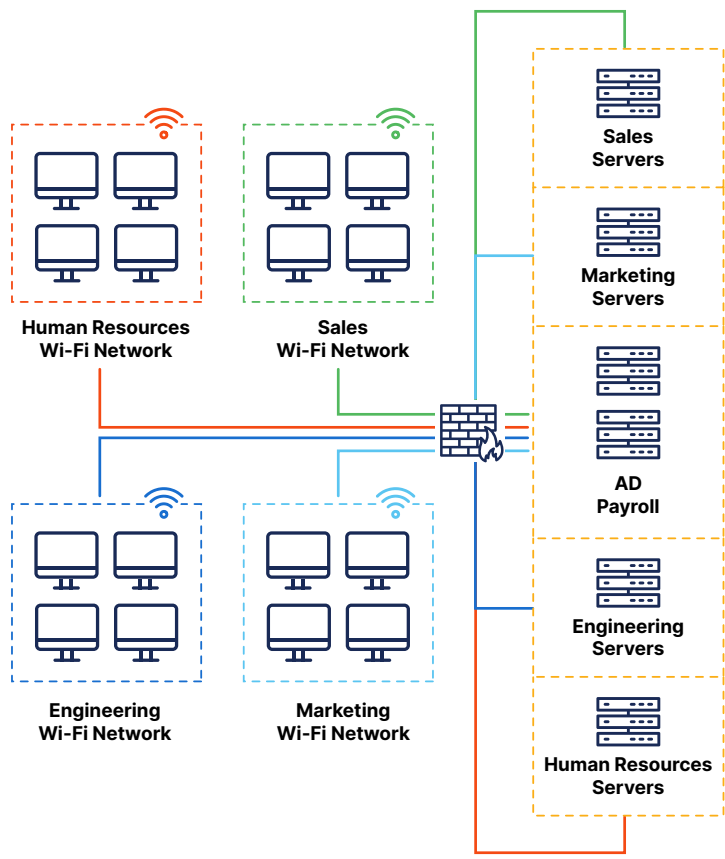 Human Resources
Wi-Fi Network
Sales
Wi-Fi Network
Engineering
Wi-Fi Network
Marketing
Wi-Fi Network
Sales
Servers
Marketing
Servers
AD
Payroll
Engineering
Servers
Human Resources
Servers